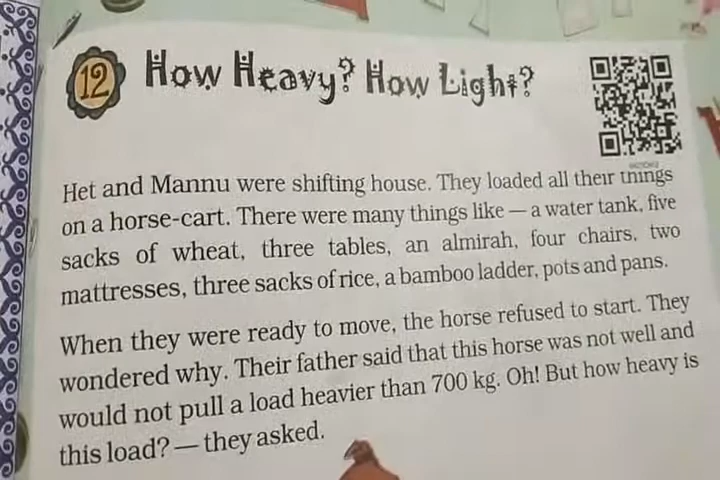 12 How Heavy? How Light?
Het and Mannu were shifting house. They loaded all their things
on a horse-cart. There were many things like — a water tank, five
sacks of wheat, three tables, an almirah, four chairs, two
mattresses, three sacks of rice, a bamboo ladder, pots and pans.
When they were ready to move, the horse refused to start. They
wondered why. Their father said that this horse was not well and
would not pull a load heavier than 700 kg. Oh! But how heavy is
this load? — they asked.